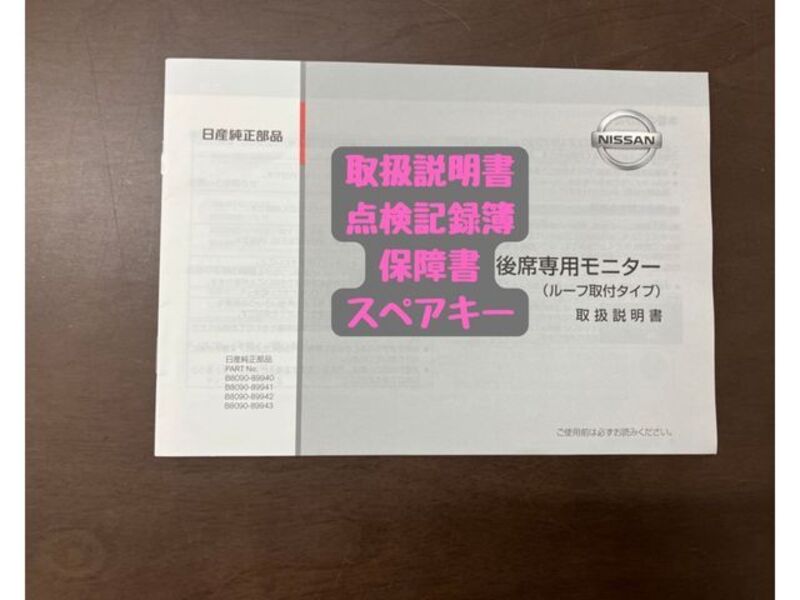 日産純正部品
NISSAN
取扱説明書
点検記録簿
保障書
スペアキー
後席専用モニター
(ルーフ取付タイプ)
取扱説明書
日産純正部品
PART No.
B8090-89940
B8090-89941
B8090-89942
B8090-89943
ご使用前は必ずお読みください。